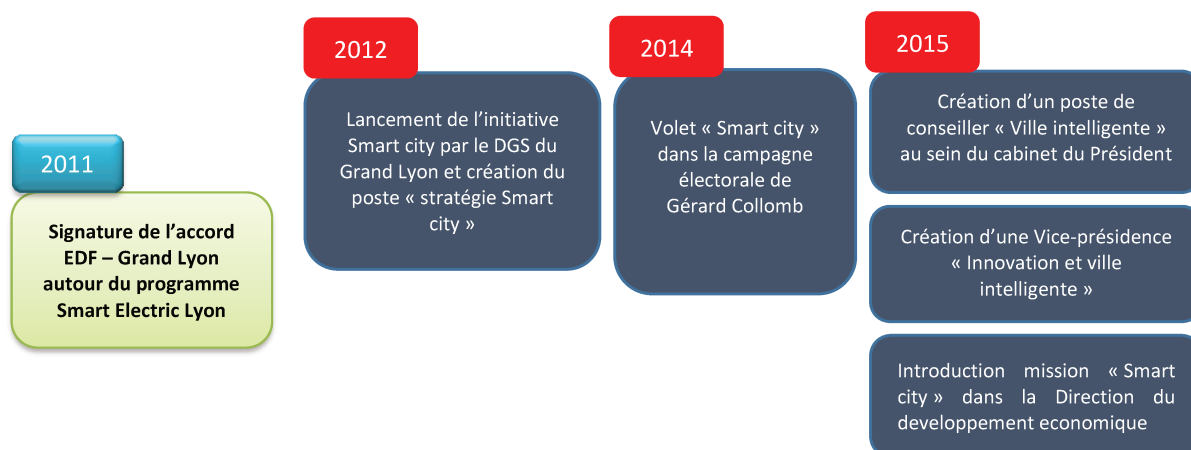 2011
Signature de l’accord
EDF – Grand Lyon
autour du programme
Smart Electric Lyon
2012
Lancement de l’initiative
Smart city par le DGS du
Grand Lyon et création du
poste « stratégie Smart
city »
2014
Volet « Smart city »
dans la campagne
électorale de
Gérard Collomb
2015
Création d’un poste de
conseiller « Ville intelligente »
au sein du cabinet du Président
Création d’une Vice-présidence
« Innovation et ville
intelligente »
Introduction mission « Smart
city » dans la Direction du
developpement economique